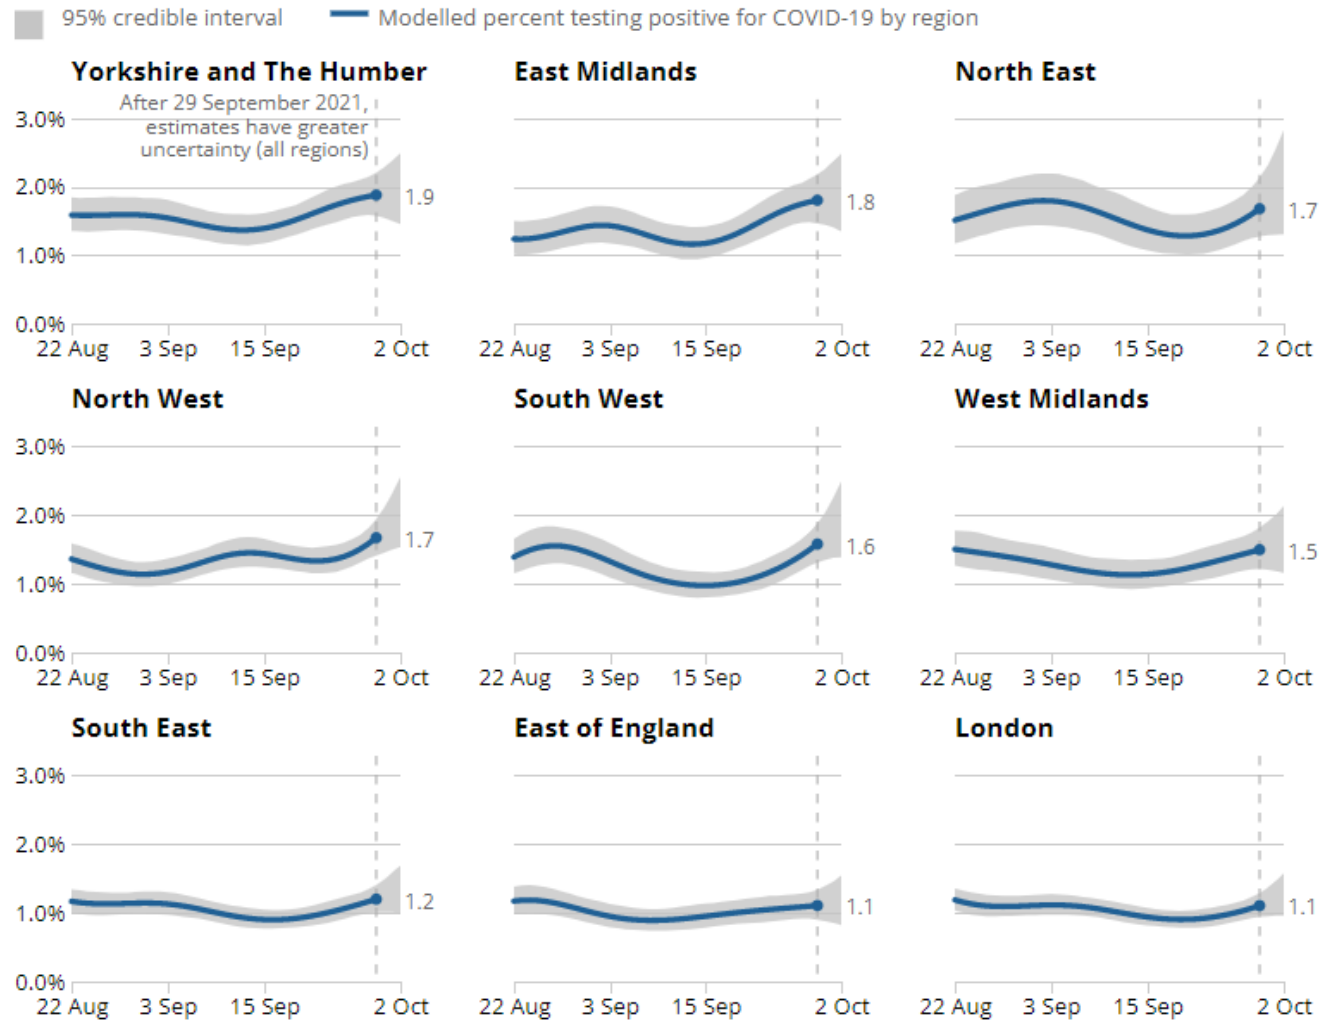 95% credible interval
Modelled percent testing positive for COVID-19 by region
Yorkshire and The Humber
After 29 September 2021,
estimates have greater
uncertainty (all regions)
3.0%
2.0%
1.0%
0.0%
1.9
22 Aug 3 Sep 15 Sep 2 Oct
East Midlands
1.8
22 Aug 3 Sep 15 Sep 2 Oct
North East
1.7
22 Aug 3 Sep 15 Sep 2 Oct
North West
3.0%
2.0%
1.0%
0.0%
1.7
22 Aug 3 Sep 15 Sep 2 Oct
South West
1.6
22 Aug 3 Sep 15 Sep 2 Oct
West Midlands
1.5
22 Aug 3 Sep 15 Sep 2 Oct
South East
3.0%
2.0%
1.0%
0.0%
1.2
22 Aug 3 Sep 15 Sep 2 Oct
East of England
1.1
22 Aug 3 Sep 15 Sep 2 Oct
London
1.1
22 Aug 3 Sep 15 Sep 2 Oct